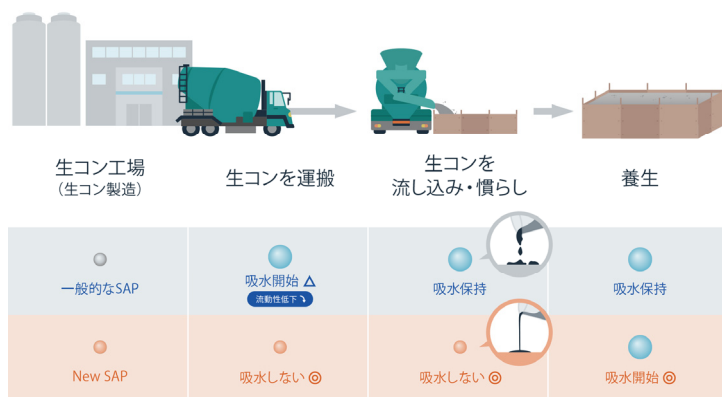 生コン工場
（生コン製造）
生コンを運搬
生コンを
流し込み・慣らし
養生
一般的なSAP
吸水開始 △
流動性低下 ⤵
吸水保持
吸水保持
New SAP
吸水しない ◎
吸水しない ◎
吸水開始 ◎